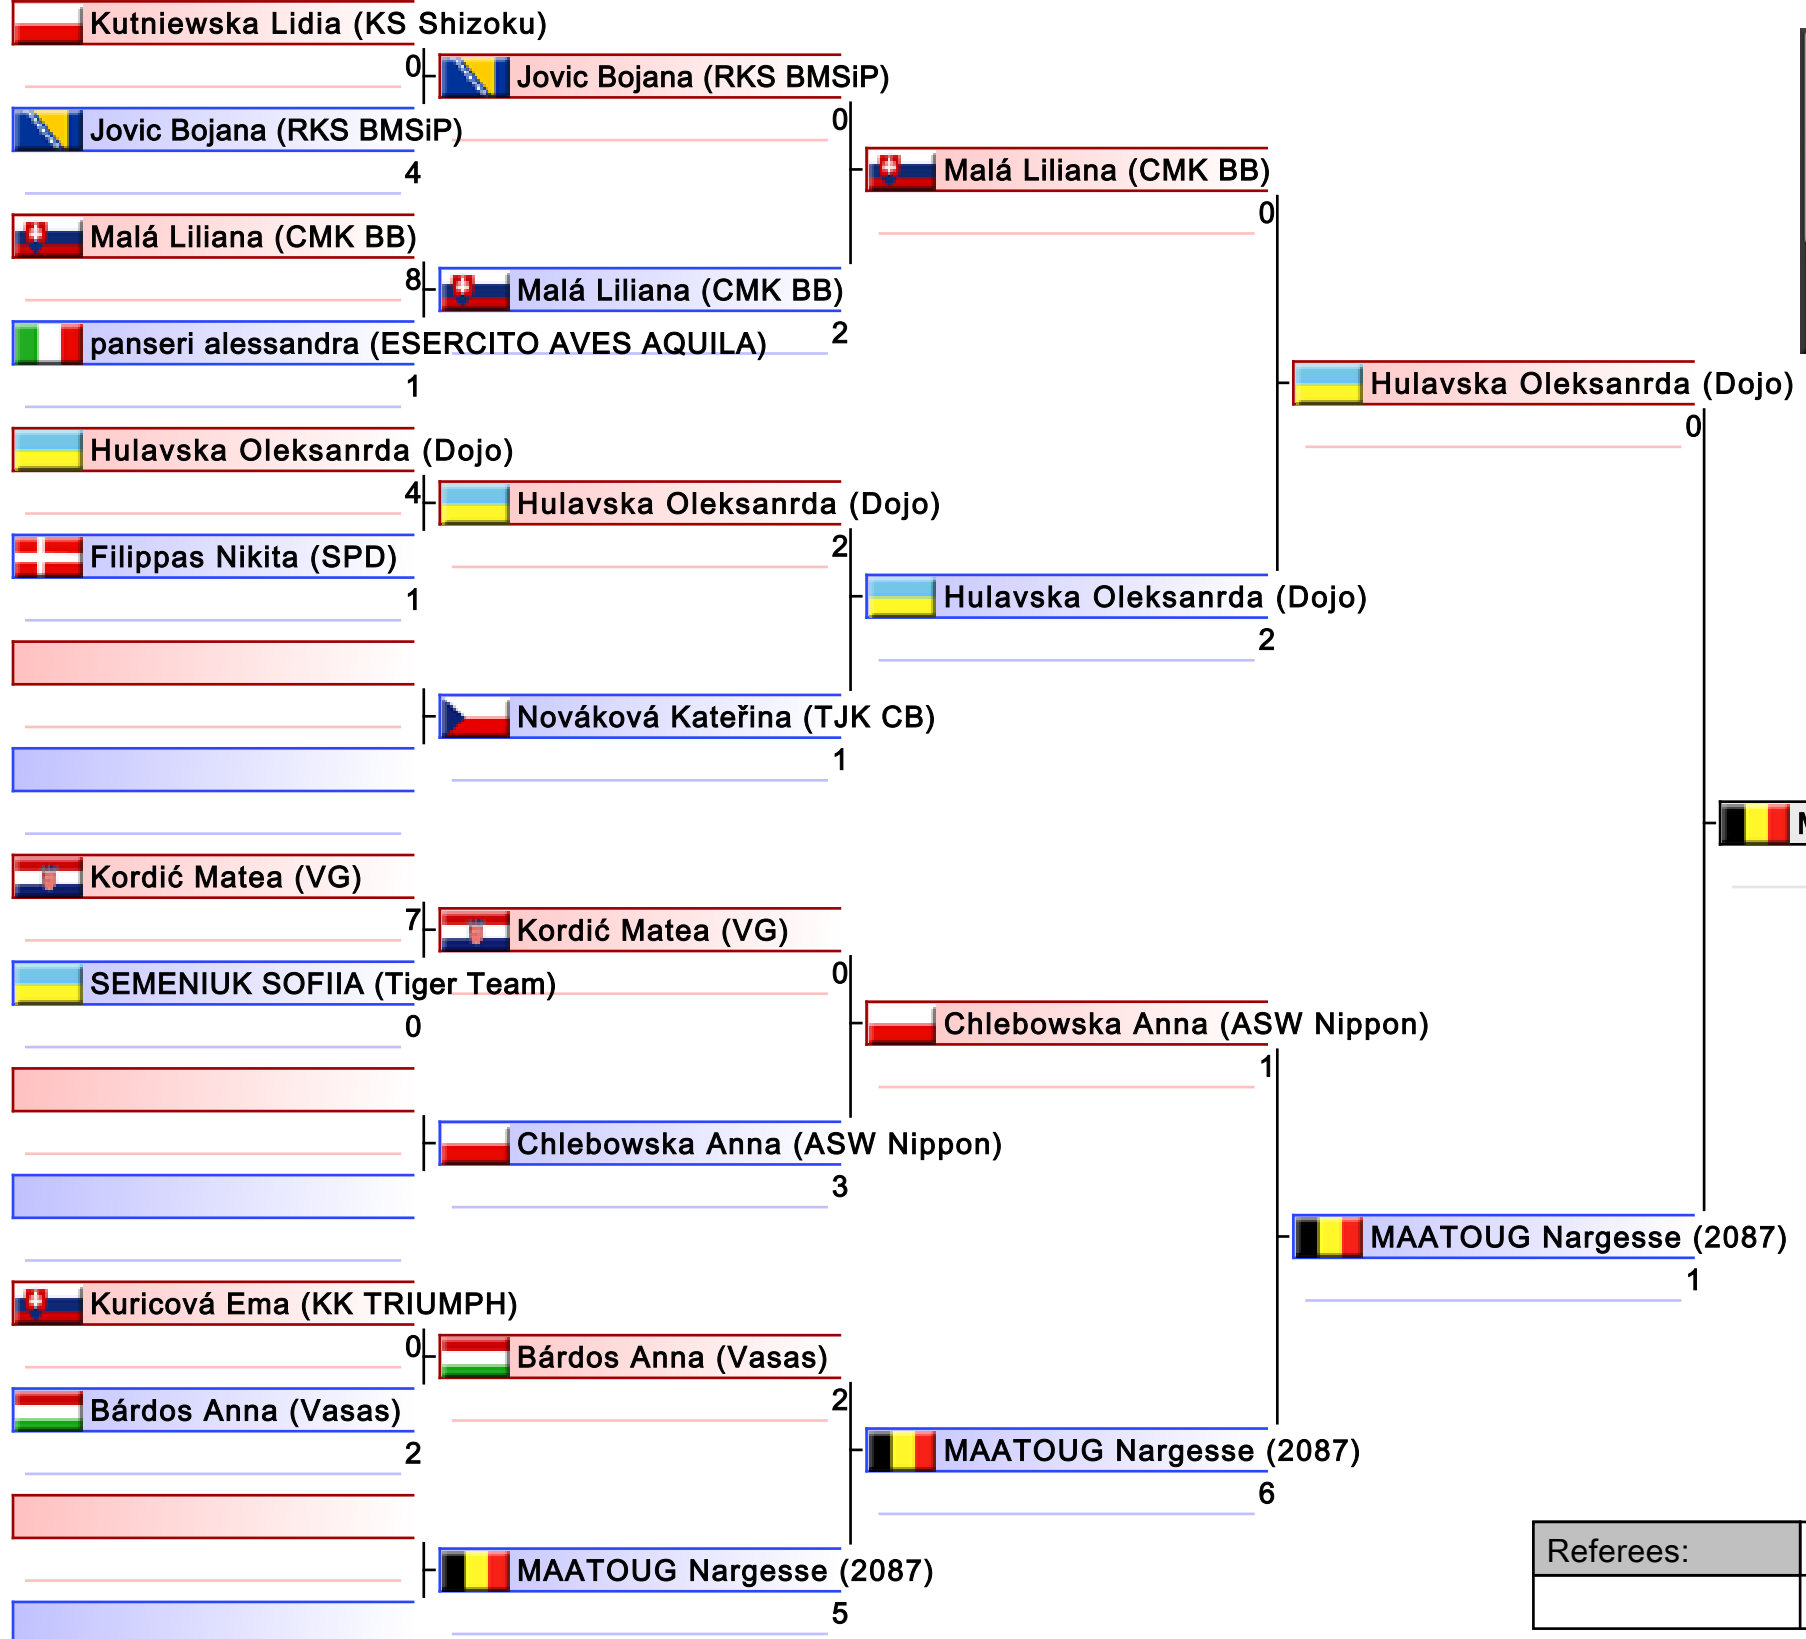 Kutniewska Lidia (KS Shizoku)
0
Jovic Bojana (RKS BMSiP)
4
Malá Liliana (CMK BB)
8
panseri alessandra (ESERCITO AVES AQUILA)
1
Hulavska Oleksanrda (Dojo)
4
Filippas Nikita (SPD)
1
Kordić Matea (VG)
7
SEMENIUK SOFIIA (Tiger Team)
0
Kuricová Ema (KK TRIUMPH)
0
Bárdos Anna (Vasas)
2
Jovic Bojana (RKS BMSiP)
0
Malá Liliana (CMK BB)
2
Hulavska Oleksanrda (Dojo)
2
Nováková Kateřina (TJK CB)
1
Kordić Matea (VG)
0
Chlebowska Anna (ASW Nippon)
3
Bárdos Anna (Vasas)
2
MAATOUG Nargesse (2087)
5
Malá Liliana (CMK BB)
0
Hulavska Oleksanrda (Dojo)
2
Chlebowska Anna (ASW Nippon)
1
MAATOUG Nargesse (2087)
6
Hulavska Oleksanrda (Dojo)
0
MAATOUG Nargesse (2087)
1
Referees: